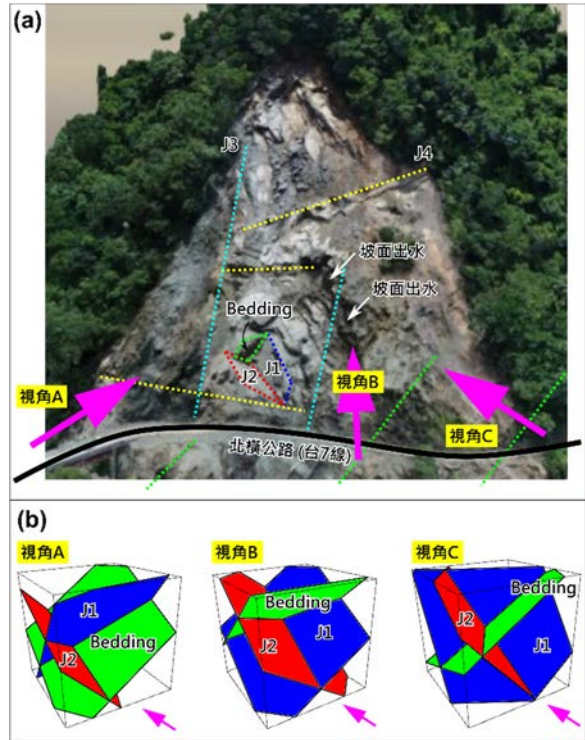 (a)
J3
J4
坡面出水
坡面出水
Bedding
J1
J2
視角A
視角B
視角C
北橫公路 (台7線)
(b)
視角A
視角B
視角C
J1
Bedding
J2
Bedding
J1
J2
Bedding
J2
J1